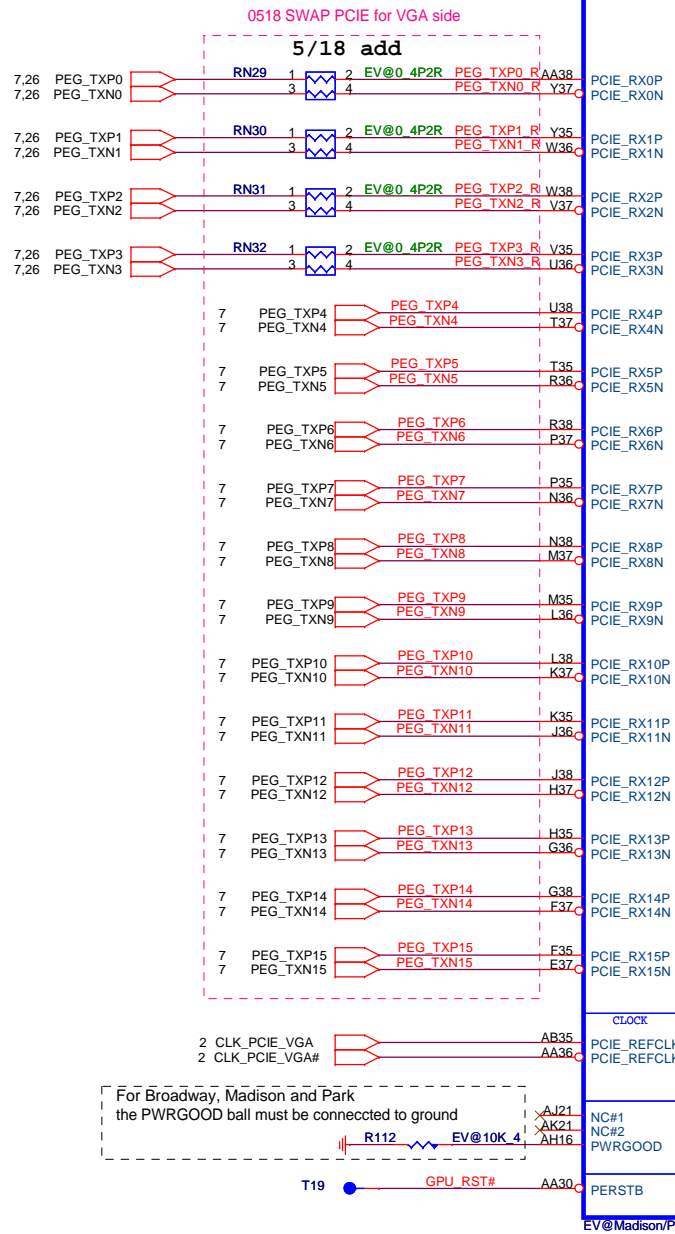 0518 SWAP PCIE for VGA side
5/18 add
7,26 PEG_TXP0 RN29 1 2 EV@0_4P2R PEG_TXP0_R AA38 PCIE_RX0P
7,26 PEG_TXN0 3 4 PEG_TXN0_R Y37 PCIE_RX0N
7,26 PEG_TXP1 RN30 1 2 EV@0_4P2R PEG_TXP1_R Y35 PCIE_RX1P
7,26 PEG_TXN1 3 4 PEG_TXN1_R W36 PCIE_RX1N
7,26 PEG_TXP2 RN31 1 2 EV@0_4P2R PEG_TXP2_R W38 PCIE_RX2P
7,26 PEG_TXN2 3 4 PEG_TXN2_R V37 PCIE_RX2N
7,26 PEG_TXP3 RN32 1 2 EV@0_4P2R PEG_TXP3_R V35 PCIE_RX3P
7,26 PEG_TXN3 3 4 PEG_TXN3_R U36 PCIE_RX3N
7 PEG_TXP4 PEG_TXP4 U38 PCIE_RX4P
7 PEG_TXN4 PEG_TXN4 T37 PCIE_RX4N
7 PEG_TXP5 PEG_TXP5 T35 PCIE_RX5P
7 PEG_TXN5 PEG_TXN5 R36 PCIE_RX5N
7 PEG_TXP6 PEG_TXP6 R38 PCIE_RX6P
7 PEG_TXN6 PEG_TXN6 P37 PCIE_RX6N
7 PEG_TXP7 PEG_TXP7 P35 PCIE_RX7P
7 PEG_TXN7 PEG_TXN7 N36 PCIE_RX7N
7 PEG_TXP8 PEG_TXP8 N38 PCIE_RX8P
7 PEG_TXN8 PEG_TXN8 M37 PCIE_RX8N
7 PEG_TXP9 PEG_TXP9 M35 PCIE_RX9P
7 PEG_TXN9 PEG_TXN9 L36 PCIE_RX9N
7 PEG_TXP10 PEG_TXP10 L38 PCIE_RX10P
7 PEG_TXN10 PEG_TXN10 K37 PCIE_RX10N
7 PEG_TXP11 PEG_TXP11 K35 PCIE_RX11P
7 PEG_TXN11 PEG_TXN11 J36 PCIE_RX11N
7 PEG_TXP12 PEG_TXP12 J38 PCIE_RX12P
7 PEG_TXN12 PEG_TXN12 H37 PCIE_RX12N
7 PEG_TXP13 PEG_TXP13 H35 PCIE_RX13P
7 PEG_TXN13 PEG_TXN13 G36 PCIE_RX13N
7 PEG_TXP14 PEG_TXP14 G38 PCIE_RX14P
7 PEG_TXN14 PEG_TXN14 F37 PCIE_RX14N
7 PEG_TXP15 PEG_TXP15 F35 PCIE_RX15P
7 PEG_TXN15 PEG_TXN15 E37 PCIE_RX15N
CLOCK
2 CLK_PCIE_VGA AB35 PCIE_REFCLK
2 CLK_PCIE_VGA# AA36 PCIE_REFCLK
For Broadway, Madison and Park
the PWRGOOD ball must be conneccted to ground
AJ21 NC#1
AK21 NC#2
R112 EV@10K_4 AH16 PWRGOOD
T19 GPU_RST# AA30 PERSTB
EV@Madison/P